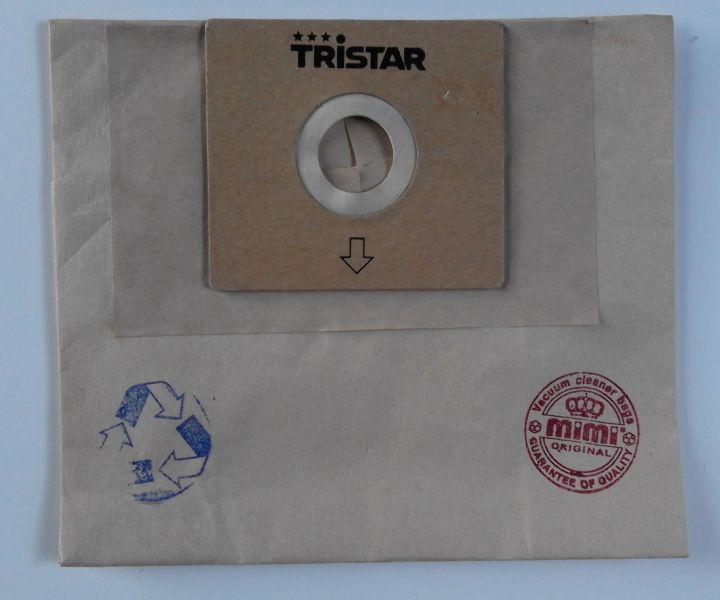 TRISTAR
Vacuum cleaner bags
mimi®
ORIGINAL
GUARANTEE OF QUALITY